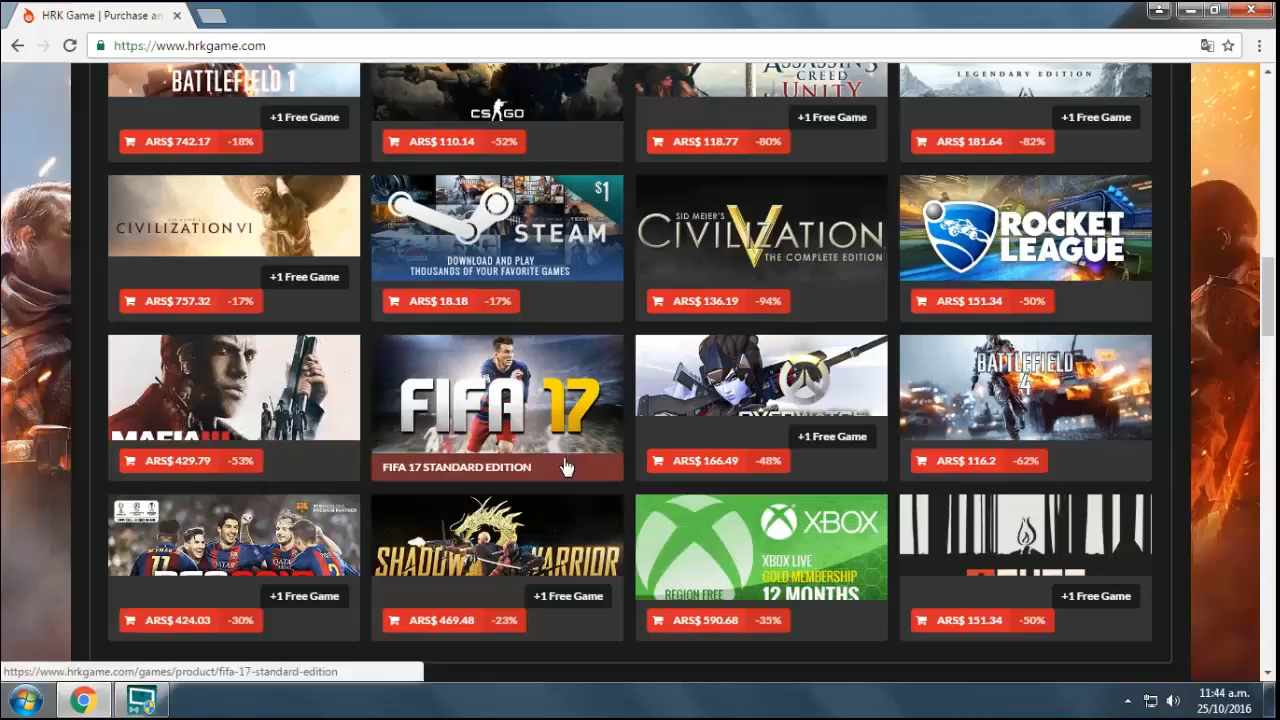 HRK Game | Purchase an
https://www.hrkgame.com
BATTLEFIELD 1
CS GO
ASSASSIN'S
CREED
UNITY
LEGENDARY EDITION
+1 Free Game
+1 Free Game
+1 Free Game
ARS$ 742.17 -18%
ARS$ 110.14 -52%
ARS$ 118.77 -80%
ARS$ 181.64 -82%
SID MEIER'S
CIVILIZATION VI
$1
STEAM
DOWNLOAD AND PLAY
THOUSANDS OF YOUR FAVORITE GAMES
SID MEIER'S
CIVILIZATION V
THE COMPLETE EDITION
ROCKET
LEAGUE
+1 Free Game
ARS$ 757.32 -17%
ARS$ 18.18 -17%
ARS$ 136.19 -94%
ARS$ 151.34 -50%
MAFIA III
FIFA 17
OVERWATCH
BATTLEFIELD
4
+1 Free Game
ARS$ 429.79 -53%
FIFA 17 STANDARD EDITION
ARS$ 166.49 -48%
ARS$ 116.2 -62%
SHADOW WARRIOR
XBOX
XBOX LIVE
GOLD MEMBERSHIP
12 MONTHS
REGION FREE
+1 Free Game
+1 Free Game
+1 Free Game
ARS$ 424.03 -30%
ARS$ 469.48 -23%
ARS$ 590.68 -35%
ARS$ 151.34 -50%
https://www.hrkgame.com/games/product/fifa-17-standard-edition
11:44 a.m.
25/10/2016